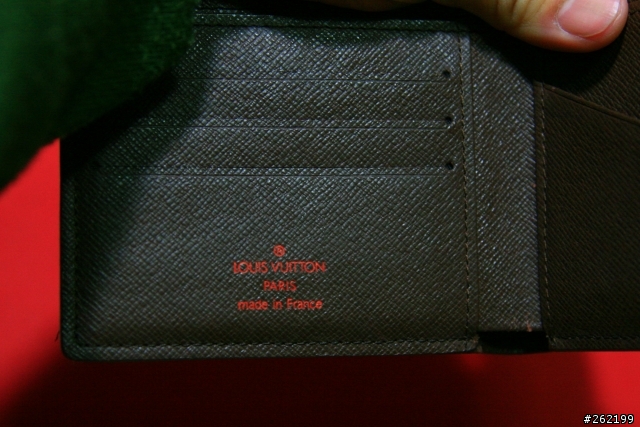 ®
LOUIS VUITTON
PARIS
made in France
#262199